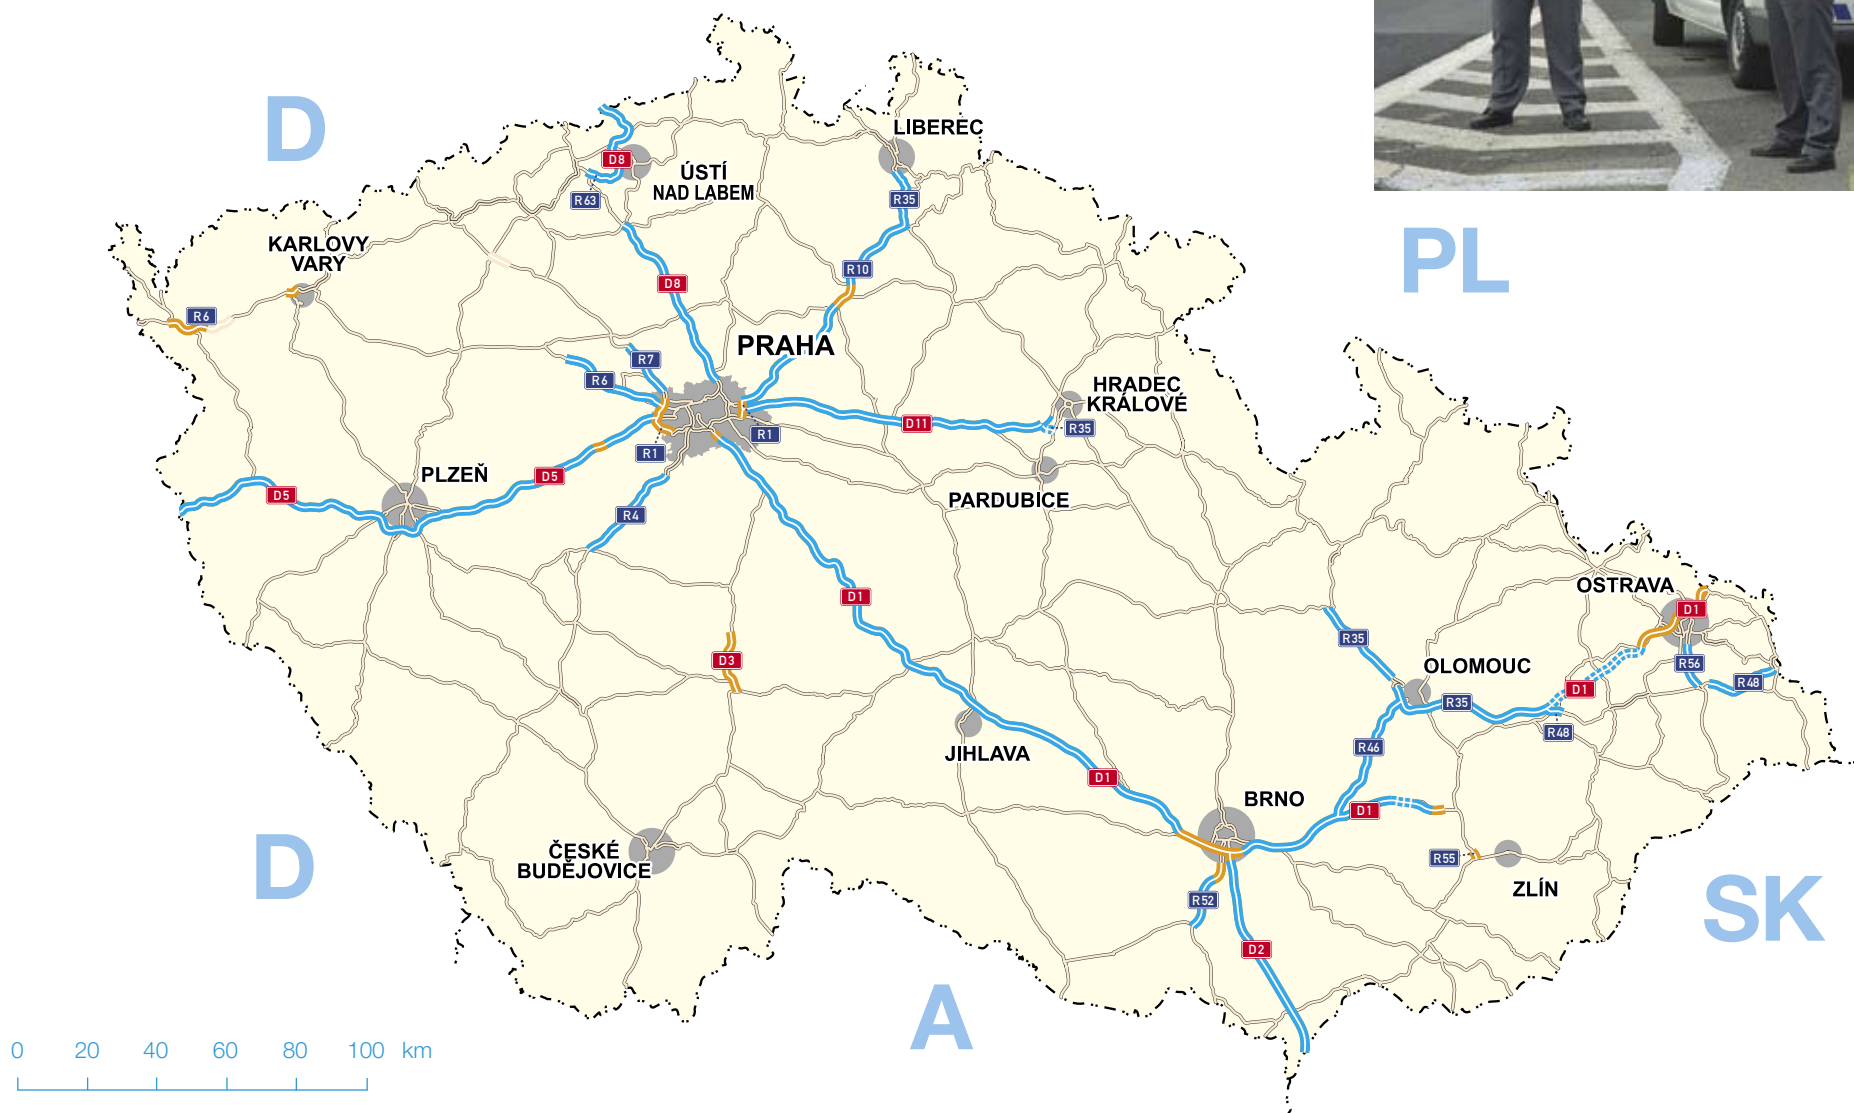 D
LIBEREC
D8
ÚSTÍ
NAD LABEM
R63
R35
PL
KARLOVY
VARY
R10
D8
R6
PRAHA
R7
R6
HRADEC
KRÁLOVÉ
D11
R35
R1
R1
PLZEŇ
D5
D5
PARDUBICE
R4
OSTRAVA
D1
D1
R35
D3
OLOMOUC
R56
R48
D1
R35
R48
JIHLAVA
R46
D1
BRNO
D1
ČESKÉ
BUDĚJOVICE
D
R55
ZLÍN
R52
SK
D2
A
0 20 40 60 80 100 km